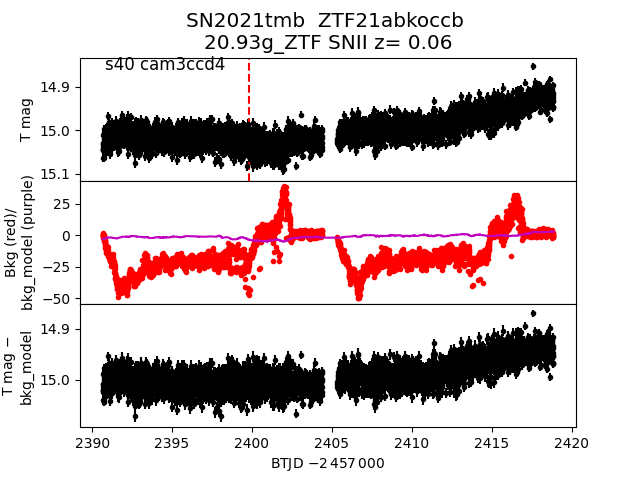 SN2021tmb  ZTF21abkoccb
20.93g_ZTF SNII z= 0.06
s40 cam3ccd4
T mag
14.9
15.0
15.1
Bkg (red)/
bkg_model (purple)
25
0
−25
−50
T mag −
bkg_model
14.9
15.0
2390 2395 2400 2405 2410 2415 2420
BTJD −2 457 000